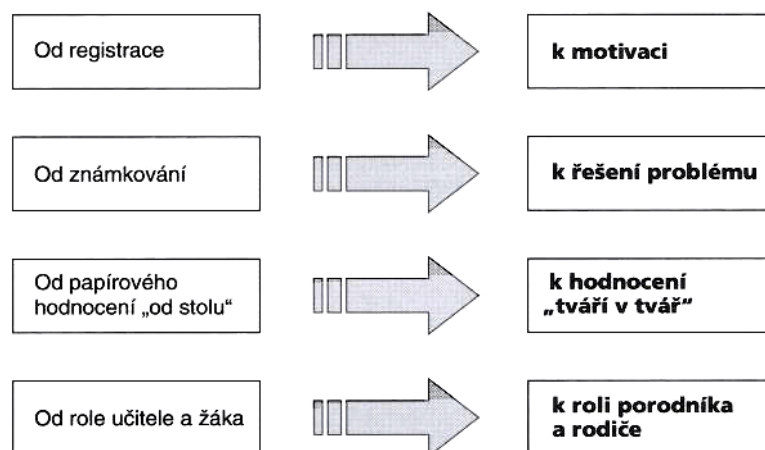 Od registrace
k motivaci
Od známkování
k řešení problému
Od papírového
hodnocení „od stolu“
k hodnocení
„tváří v tvář“
Od role učitele a žáka
k roli porodníka
a rodiče